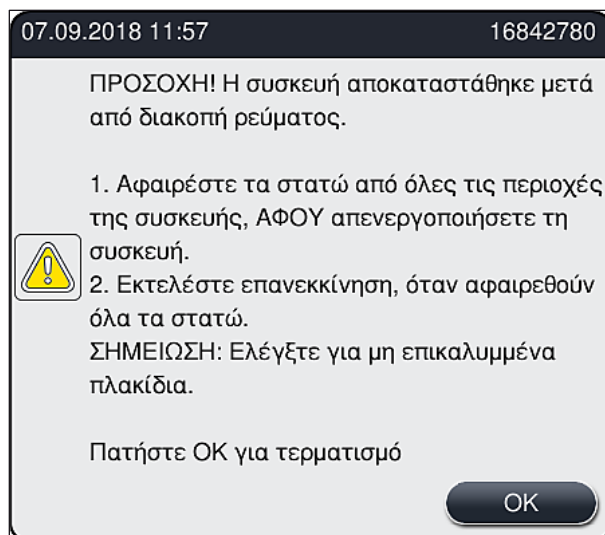 07.09.2018 11:57 16842780
ΠΡΟΣΟΧΗ! Η συσκευή αποκαταστάθηκε μετά
από διακοπή ρεύματος.
1. Αφαιρέστε τα στατώ από όλες τις περιοχές
της συσκευής, ΑΦΟΥ απενεργοποιήσετε τη
συσκευή.
2. Εκτελέστε επανεκκίνηση, όταν αφαιρεθούν
όλα τα στατώ.
ΣΗΜΕΙΩΣΗ: Ελέγξτε για μη επικαλυμμένα
πλακίδια.
Πατήστε OK για τερματισμό
OK